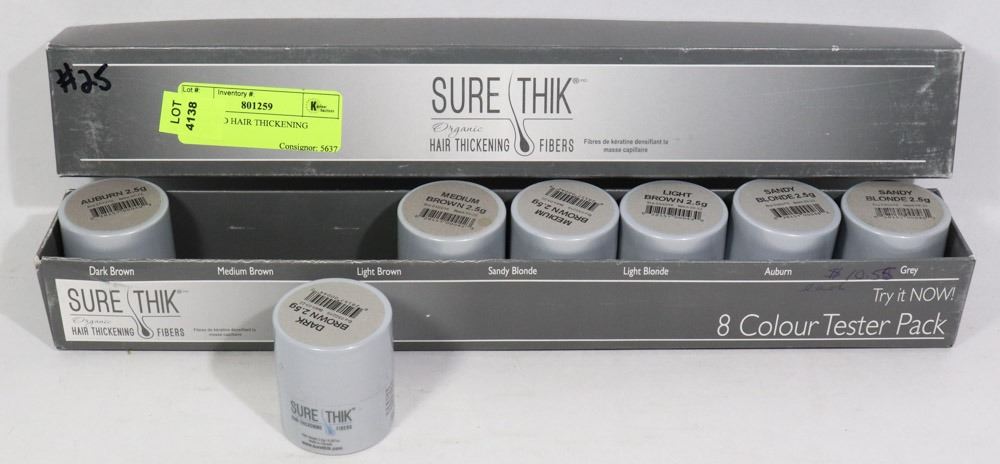 #25
Lot #:
Inventory #:
LOT
4138
801259
D HAIR THICKENING
Consignor: 5637
SURE THIK
Organic
HAIR THICKENING FIBERS
Fibres de kératine densifiant la
masse capillaire
AUBURN 2.5g
MEDIUM
BROWN 2.5g
MEDIUM
BROWN 2.5g
LIGHT
BROWN 2.5g
SANDY
BLONDE 2.5g
SANDY
BLONDE 2.5g
Dark Brown
Medium Brown
Light Brown
Sandy Blonde
Light Blonde
Auburn
Grey
$10.55
each
SURE THIK
Organic
HAIR THICKENING FIBERS
Fibres de kératine densifiant la
masse capillaire
Try it NOW!
8 Colour Tester Pack
DARK
BROWN 2.5g
SURE THIK
HAIR THICKENING FIBERS
www.surethik.com